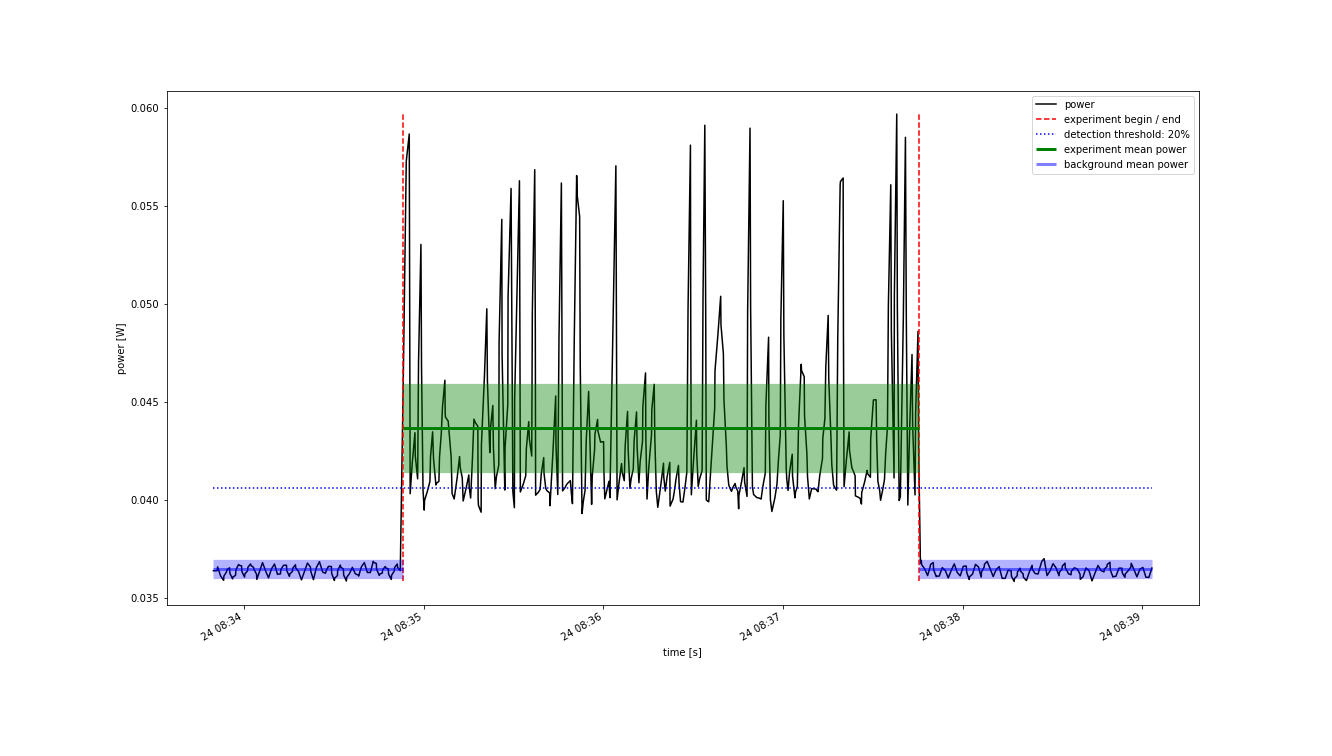 0.060
0.055
0.050
0.045
0.040
0.035
power [W]
24 08:34
24 08:35
24 08:36
24 08:37
24 08:38
24 08:39
time [s]
power
experiment begin / end
detection threshold: 20%
experiment mean power
background mean power